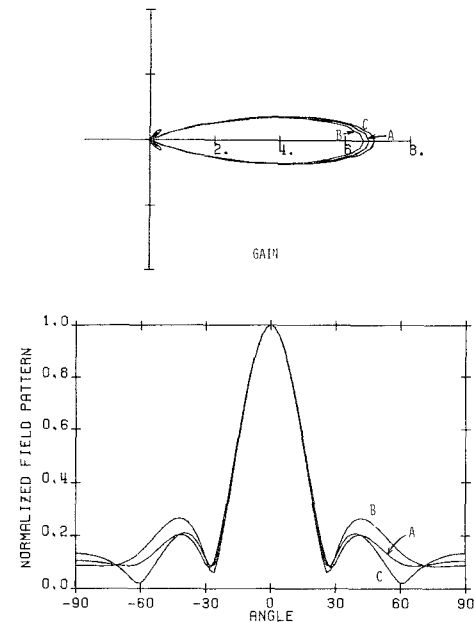 B C A
2. 4. 6 8.
GAIN
NORMALIZED FIELD PATTERN
1.0
0.8
0.6
0.4
0.2
0.0
B
A
C
-90 -60 -30 0 30 60 90
ANGLE